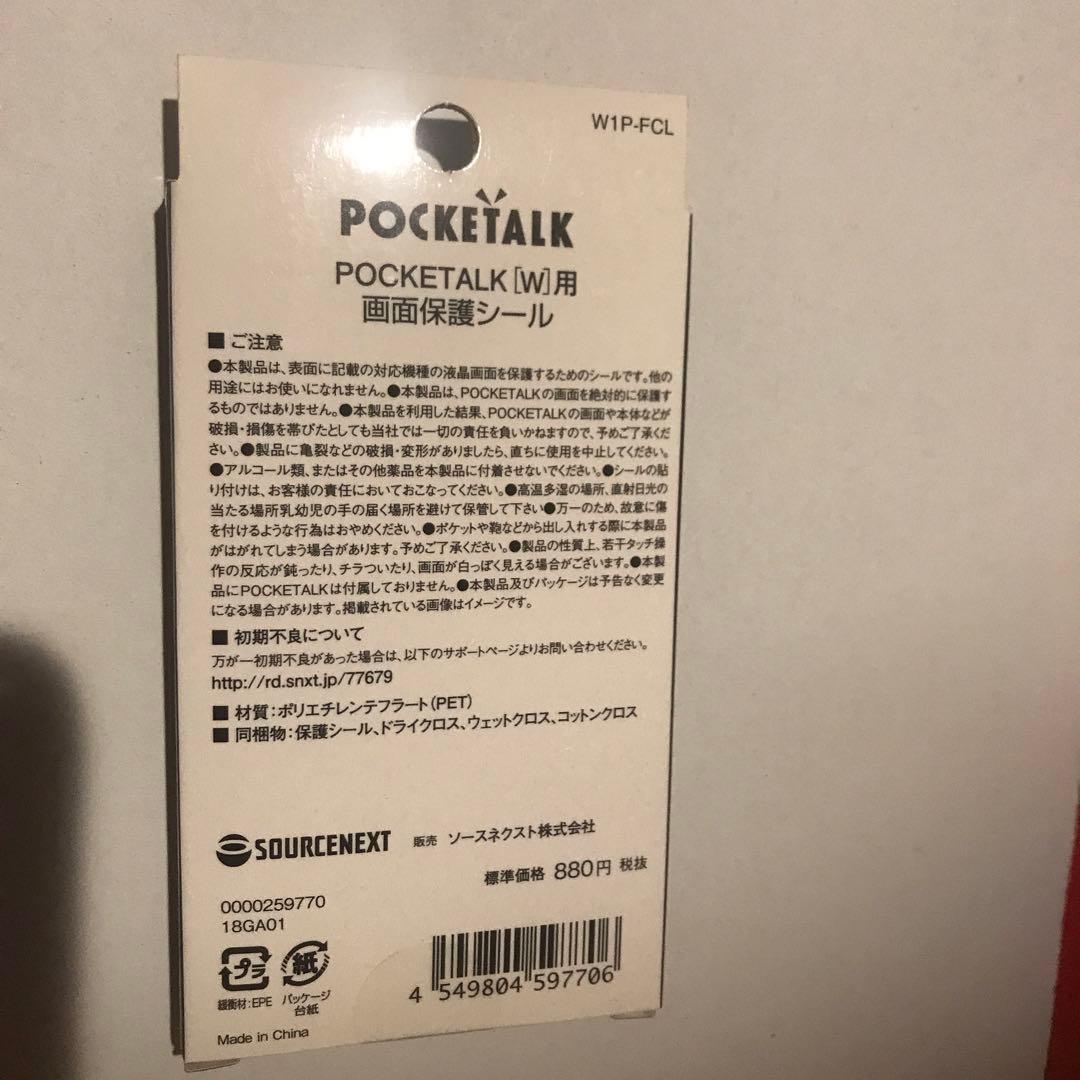 W1P-FCL
POCKETALK
POCKETALK[W]用
画面保護シール
■ ご注意
●本製品は、表面に記載の対応機種の液晶画面を保護するためのシールです。他の
用途にはお使いになれません。●本製品は、POCKETALKの画面を絶対的に保護す
るものではありません。●本製品を利用した結果、POCKETALKの画面や本体などが
破損・損傷を帯びたとしても当社では一切の責任を負いかねますので、予めご了承くだ
さい。●製品に亀裂などの破損・変形がありましたら、直ちに使用を中止してください。
●アルコール類、またはその他薬品を本製品に付着させないでください。●シールの貼
り付けは、お客様の責任においておこなってください。●高温多湿の場所、直射日光の
当たる場所乳幼児の手の届く場所を避けて保管して下さい●万一のため、故意に傷
を付けるような行為はおやめください。●ポケットや鞄などから出し入れする際に本製品
がはがれてしまう場合があります。予めご了承ください。●製品の性質上、若干タッチ操
作の反応が鈍ったり、チラついたり、画面が白っぽく見える場合がございます。●本製
品にPOCKETALKは付属しておりません。●本製品及びパッケージは予告なく変更
になる場合があります。掲載されている画像はイメージです。
■ 初期不良について
万が一初期不良があった場合は、以下のサポートページよりお問い合わせください。
http://rd.snxt.jp/77679
■ 材質:ポリエチレンテフラート(PET)
■ 同梱物:保護シール、ドライクロス、ウェットクロス、コットンクロス
SOURCENEXT 販売 ソースネクスト株式会社
標準価格 880円 税抜
0000259770
18GA01
プラ 紙
緩衝材:EPE パッケージ
台紙
4 549804 597706
Made in China